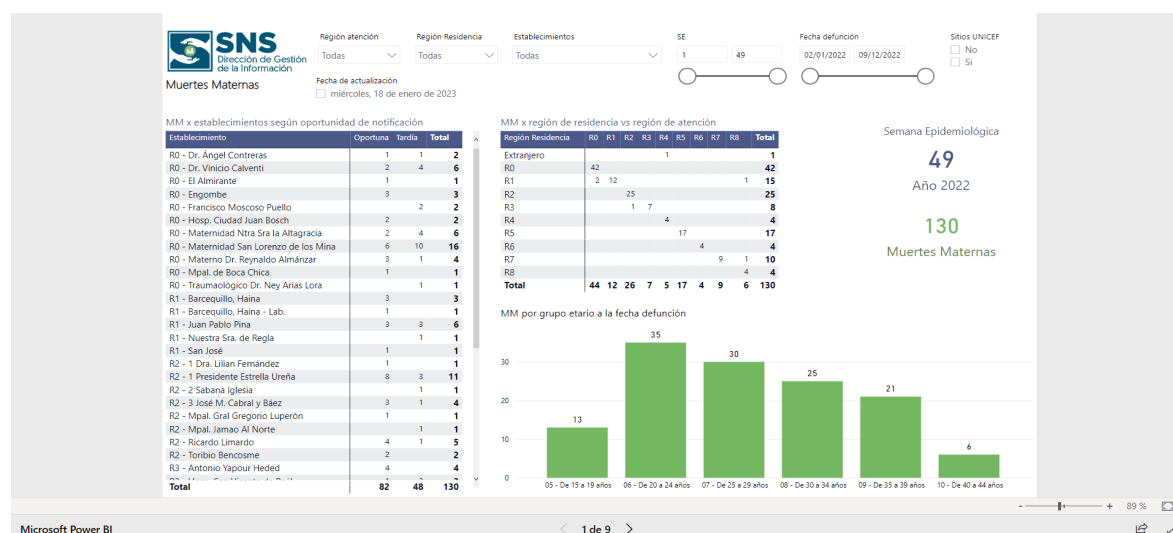 SNS
Dirección de Gestión
de la Información
Muertes Maternas
Región atención
Todas
Región Residencia
Todas
Establecimientos
Todas
SE
1 49
Fecha defunción
02/01/2022 09/12/2022
Sitios UNICEF
No
Si
Fecha de actualización
miércoles, 18 de enero de 2023
MM x establecimientos según oportunidad de notificación
Establecimiento Oportuna Tardía Total
R0 - Dr. Ángel Contreras 1 1 2
R0 - Dr. Vinicio Calventi 2 4 6
R0 - El Almirante 1 1
R0 - Engombe 3 3
R0 - Francisco Moscoso Puello 2 2
R0 - Hosp. Ciudad Juan Bosch 2 2
R0 - Maternidad Ntra Sra la Altagracia 2 4 6
R0 - Maternidad San Lorenzo de los Mina 6 10 16
R0 - Materno Dr. Reynaldo Almánzar 3 1 4
R0 - Mpal. de Boca Chica 1 1
R0 - Traumaológico Dr. Ney Arias Lora 1 1
R1 - Barcequillo, Haina 3 3
R1 - Barcequillo, Haina - Lab. 1 1
R1 - Juan Pablo Pina 3 3 6
R1 - Nuestra Sra. de Regla 1 1
R1 - San José 1 1
R2 - 1 Dra. Lilian Fernández 1 1
R2 - 1 Presidente Estrella Ureña 8 3 11
R2 - 2 Sabana Iglesia 1 1
R2 - 3 José M. Cabral y Báez 3 1 4
R2 - Mpal. Gral Gregorio Luperón 1 1
R2 - Mpal. Jamao Al Norte 1 1
R2 - Ricardo Limardo 4 1 5
R2 - Toribio Bencosme 2 2
R3 - Antonio Yapour Heded 4 4
Total 82 48 130
MM x región de residencia vs región de atención
Región Residencia R0 R1 R2 R3 R4 R5 R6 R7 R8 Total
Extranjero 1 1
R0 42 42
R1 2 12 1 15
R2 25 25
R3 1 7 8
R4 4 4
R5 17 17
R6 4 4
R7 9 1 10
R8 4 4
Total 44 12 26 7 5 17 4 9 6 130
Semana Epidemiológica
49
Año 2022
130
Muertes Maternas
MM por grupo etario a la fecha defunción
30
20
10
0
13
35
30
25
21
6
05 - De 15 a 19 años
06 - De 20 a 24 años
07 - De 25 a 29 años
08 - De 30 a 34 años
09 - De 35 a 39 años
10 - De 40 a 44 años
- + 89 %
Microsoft Power BI
< 1 de 9 >